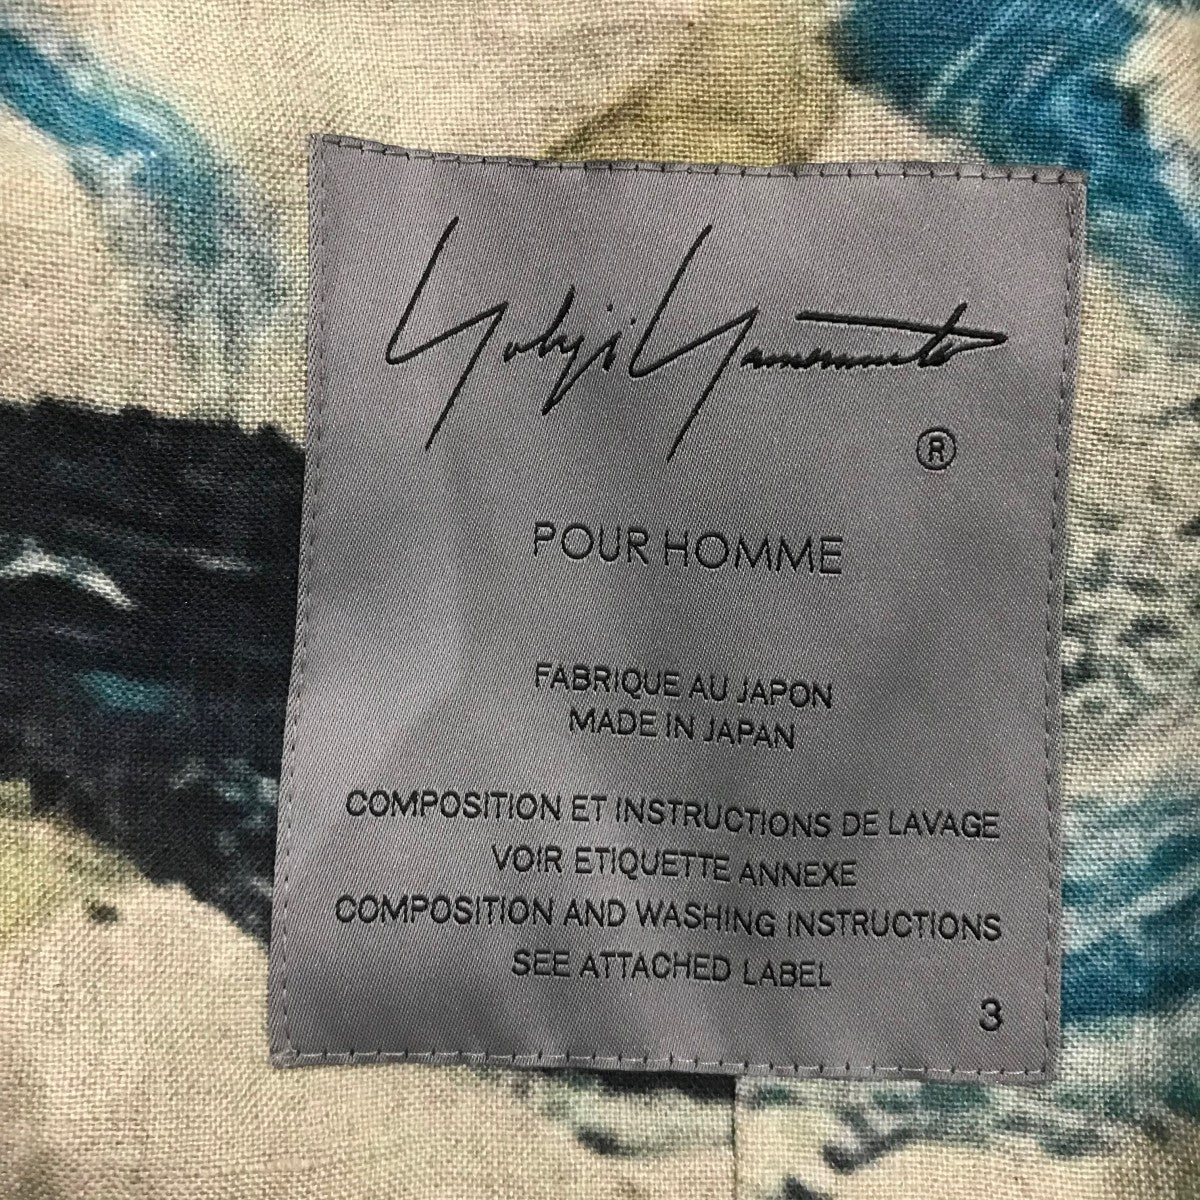 Yohji Yamamoto
®
POUR HOMME
FABRIQUE AU JAPON
MADE IN JAPAN
COMPOSITION ET INSTRUCTIONS DE LAVAGE
VOIR ETIQUETTE ANNEXE
COMPOSITION AND WASHING INSTRUCTIONS
SEE ATTACHED LABEL
3